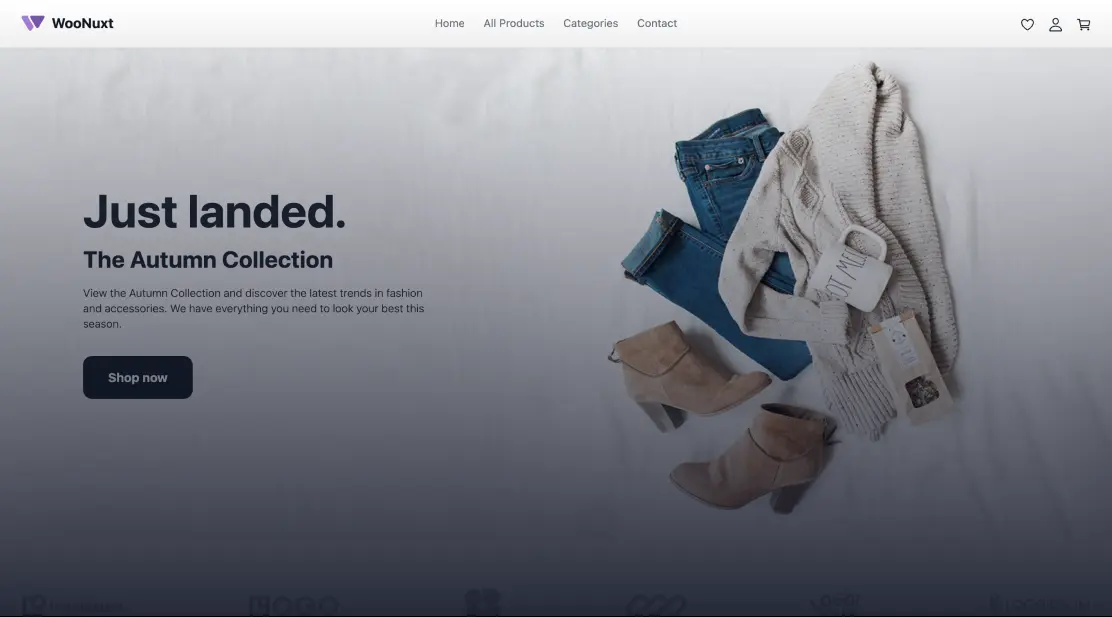 WooNuxt
Home
All Products
Categories
Contact
Just landed.
The Autumn Collection
View the Autumn Collection and discover the latest trends in fashion
and accessories. We have everything you need to look your best this
season.
Shop now